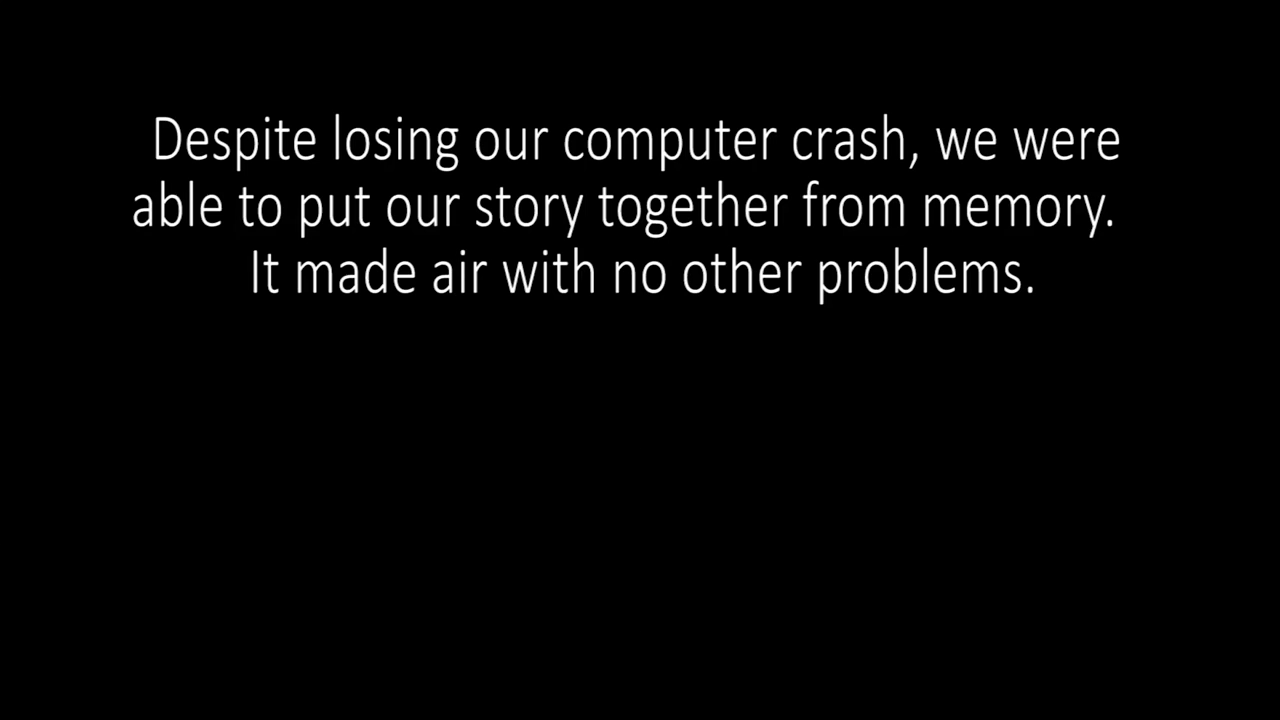 Despite losing our computer crash, we were
able to put our story together from memory.
It made air with no other problems.